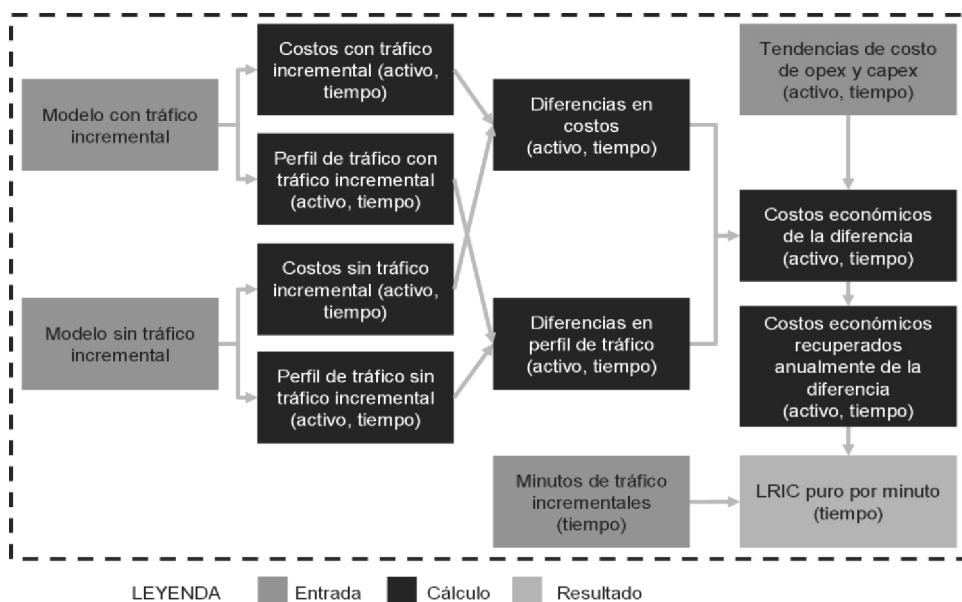 Modelo con tráfico
incremental
Modelo sin tráfico
incremental
Costos con tráfico
incremental (activo,
tiempo)
Perfil de tráfico con
tráfico incremental
(activo, tiempo)
Costos sin tráfico
incremental (activo,
tiempo)
Perfil de tráfico sin
tráfico incremental
(activo, tiempo)
Diferencias en
costos
(activo, tiempo)
Diferencias en
perfil de tráfico
(activo, tiempo)
Minutos de tráfico
incrementales
(tiempo)
Tendencias de costo
de opex y capex
(activo, tiempo)
Costos económicos
de la diferencia
(activo, tiempo)
Costos económicos
recuperados
anualmente de la
diferencia
(activo, tiempo)
LRIC puro por minuto
(tiempo)
LEYENDA
Entrada
Cálculo
Resultado